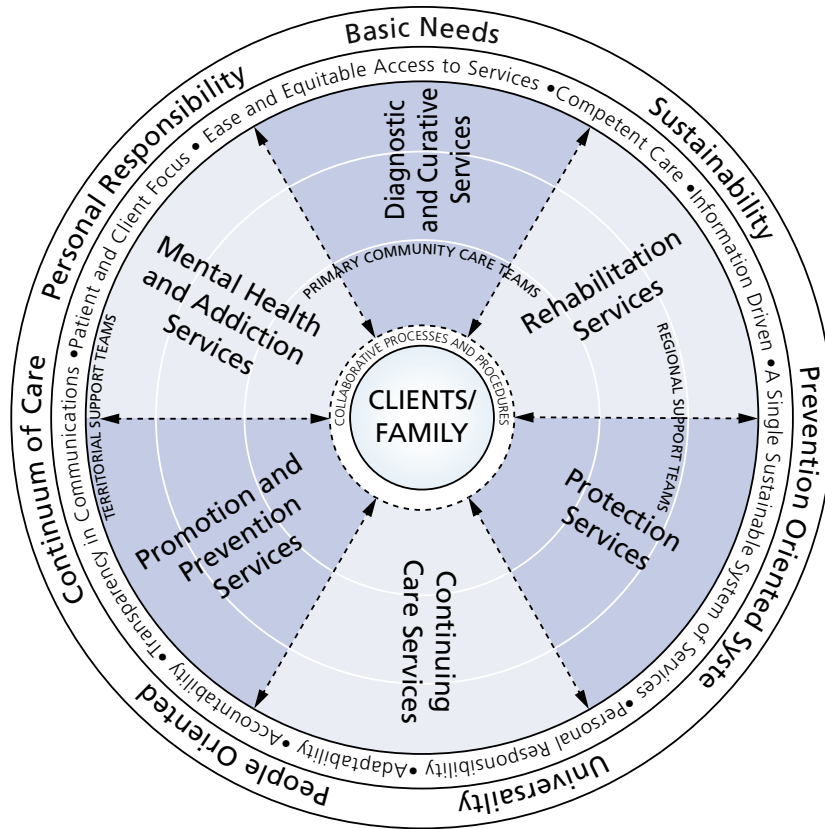 Basic Needs
Sustainability
Prevention Oriented Syste
Universailty
People Oriented
Continuum of Care
Personal Responsibility
•Patient and Client Focus • Ease and Equitable Access to Services •Competent Care •Information Driven • A Single Sustainable System of Services •Personal Responsibility •Adaptability• Accountability •Transparency in Communications
Diagnostic
and Curative
Services
Rehabilitation
Services
Protection
Services
Continuing
Care Services
Promotion and
Prevention
Services
Mental Health
and Addiction
Services
PRIMARY COMMUNITY CARE TEAMS
REGIONAL SUPPORT TEAMS
TERRITORIAL SUPPORT TEAMS
COLLABORATIVE PROCESSES AND PROCEDURES
CLIENTS/
FAMILY